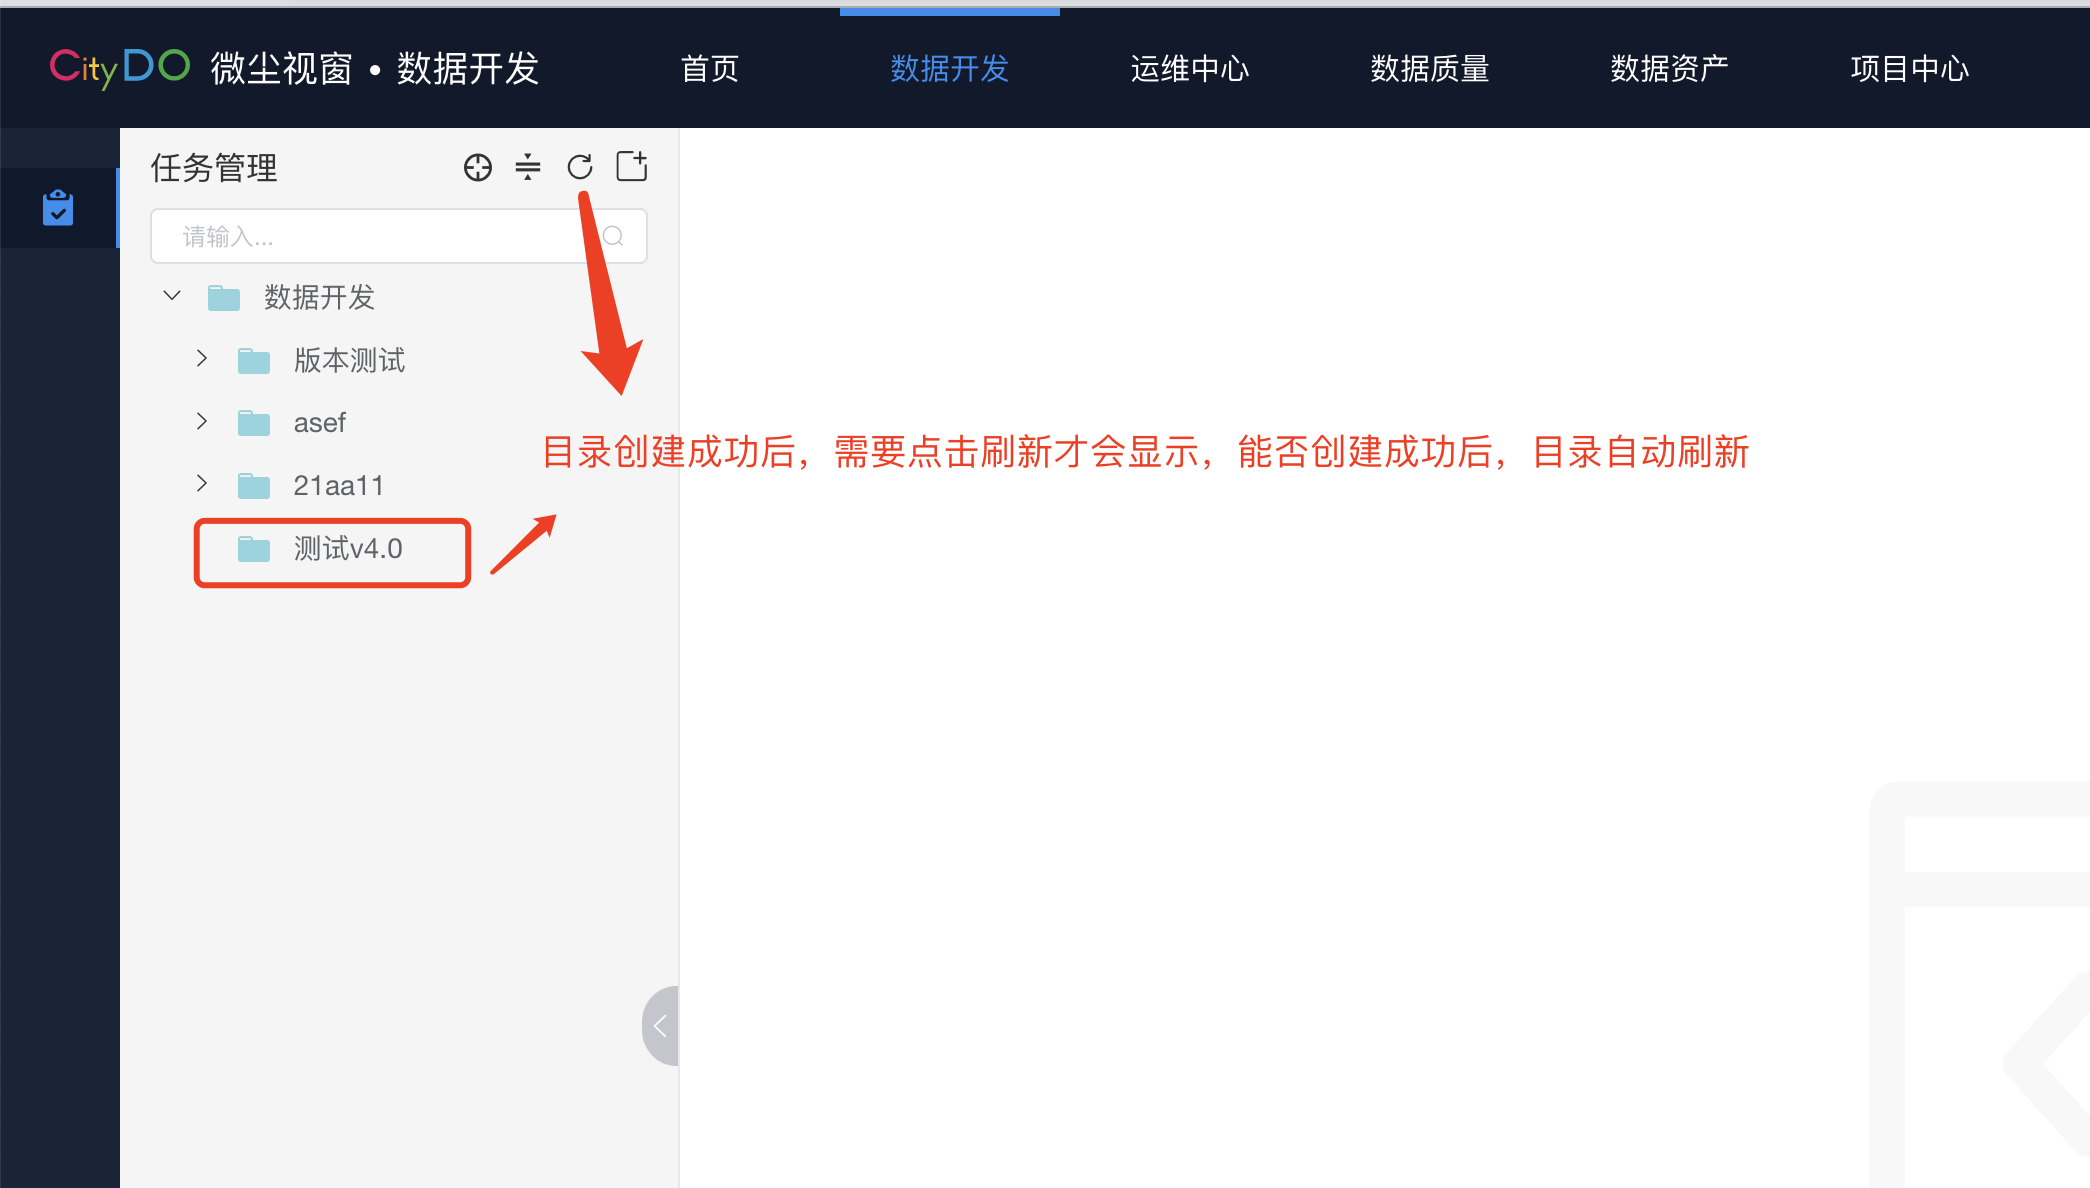 CityDO 微尘视窗 • 数据开发 首页 数据开发 运维中心 数据质量 数据资产 项目中心
任务管理
请输入...
数据开发
版本测试
asef
目录创建成功后，需要点击刷新才会显示，能否创建成功后，目录自动刷新
21aa11
测试v4.0